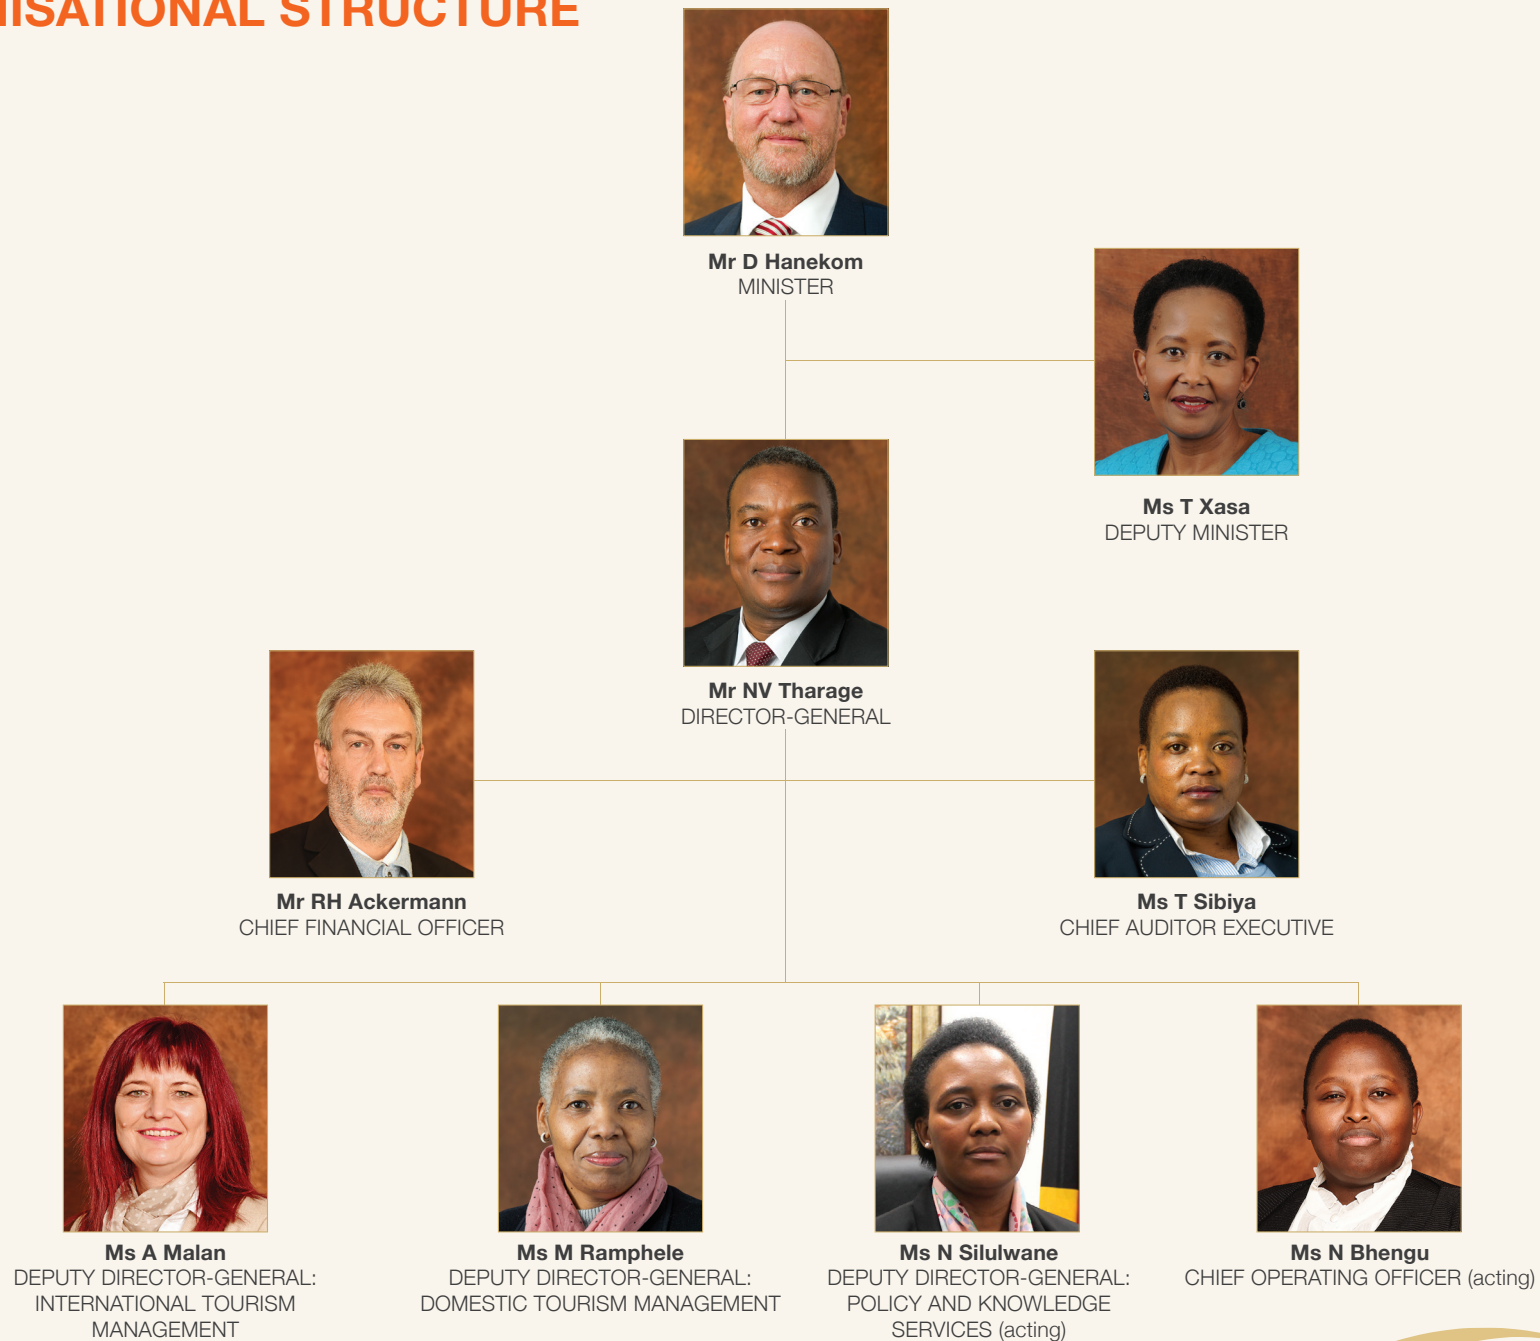 NISATIONAL STRUCTURE
Mr D Hanekom
MINISTER
Ms T Xasa
DEPUTY MINISTER
Mr NV Tharage
DIRECTOR-GENERAL
Mr RH Ackermann
CHIEF FINANCIAL OFFICER
Ms T Sibiya
CHIEF AUDITOR EXECUTIVE
Ms A Malan
DEPUTY DIRECTOR-GENERAL:
INTERNATIONAL TOURISM
MANAGEMENT
Ms M Ramphele
DEPUTY DIRECTOR-GENERAL:
DOMESTIC TOURISM MANAGEMENT
Ms N Silulwane
DEPUTY DIRECTOR-GENERAL:
POLICY AND KNOWLEDGE
SERVICES (acting)
Ms N Bhengu
CHIEF OPERATING OFFICER (acting)